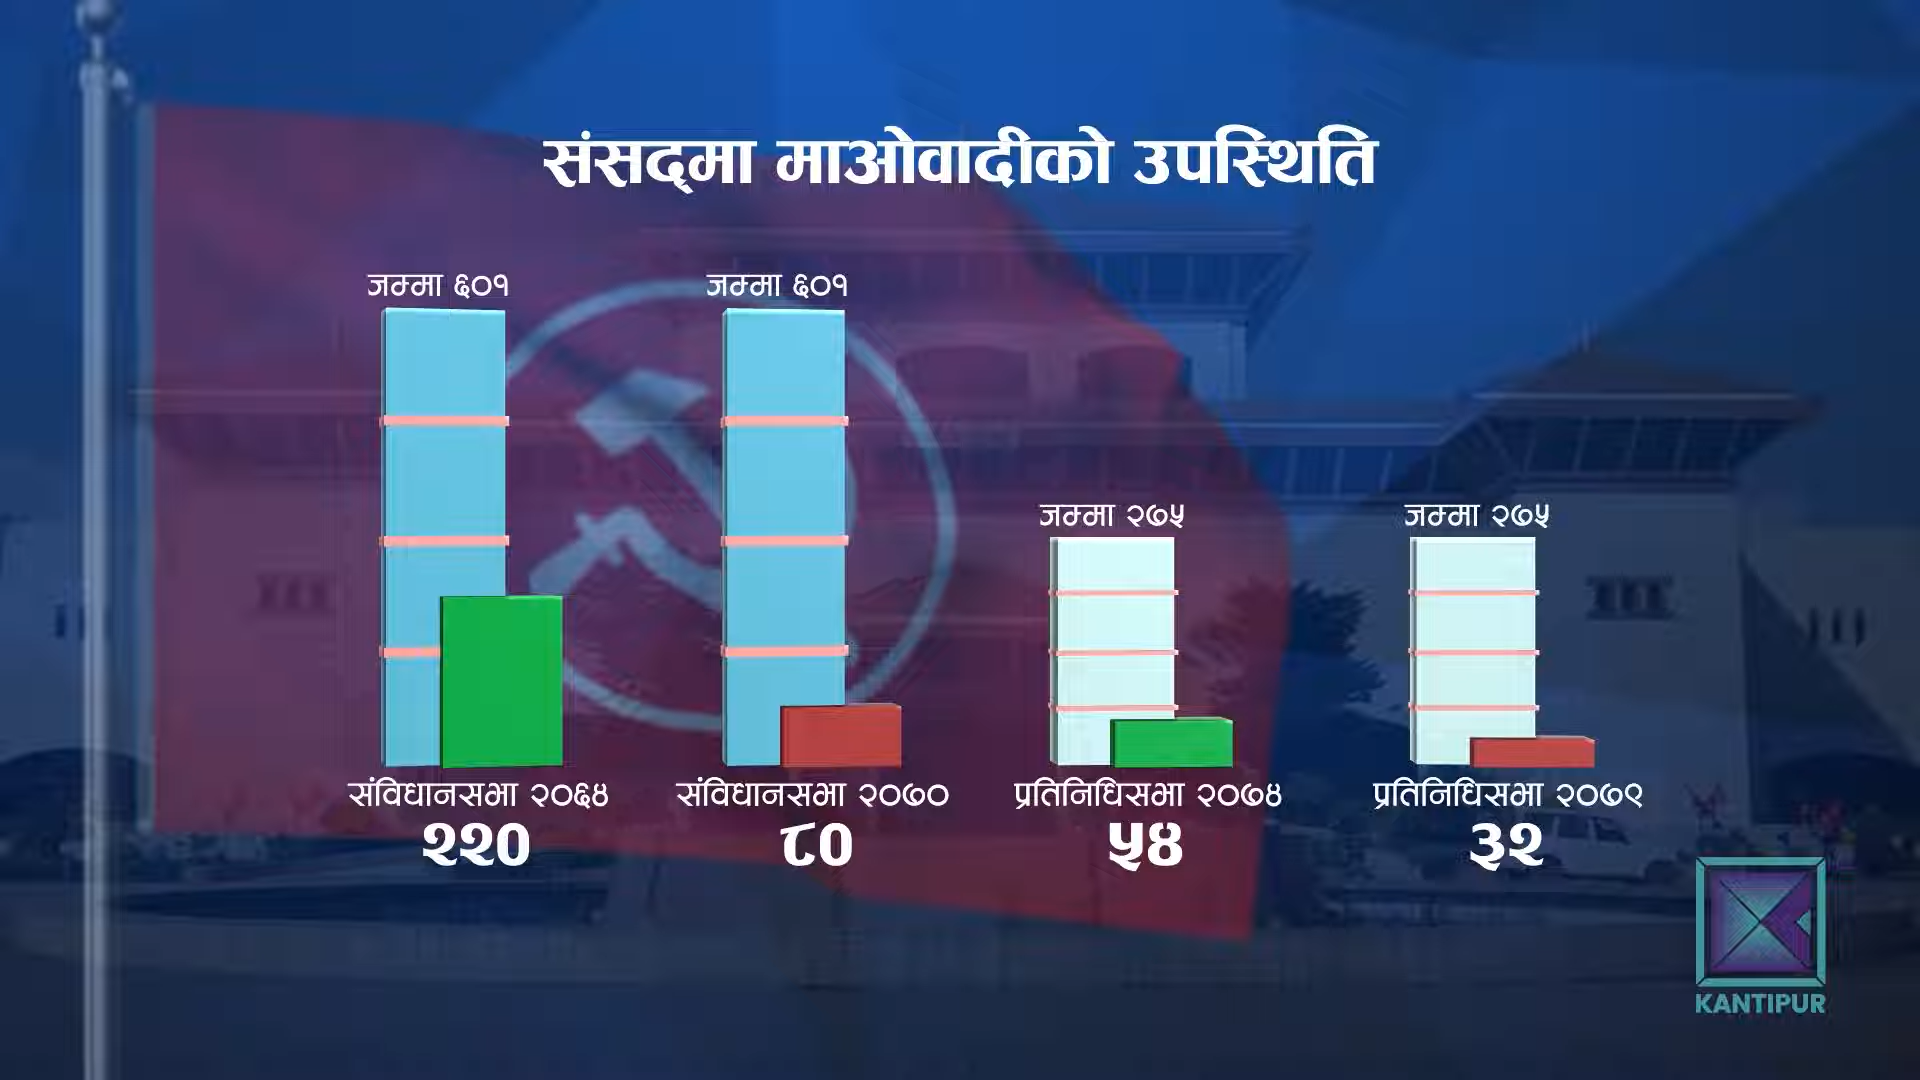 संसद्‌मा माओवादीको उपस्थिति
जम्मा ६०१
जम्मा ६०१
जम्मा २७५
जम्मा २७५
संविधानसभा २०६४
२२०
संविधानसभा २०७०
८०
प्रतिनिधिसभा २०७४
५४
प्रतिनिधिसभा २०७९
३२
KANTIPUR